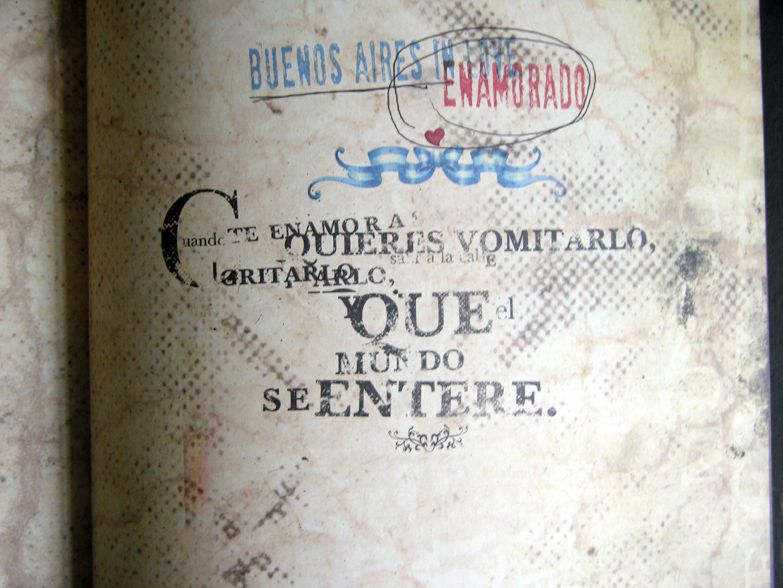 BUENOS AIRES IN LOVE
ENAMORADO
Cuando TE ENAMORAS
QUIERES VOMITARLO,
salir a la callE
GRITARLO,
Y QUE el
MUNDO
SE ENTERE.